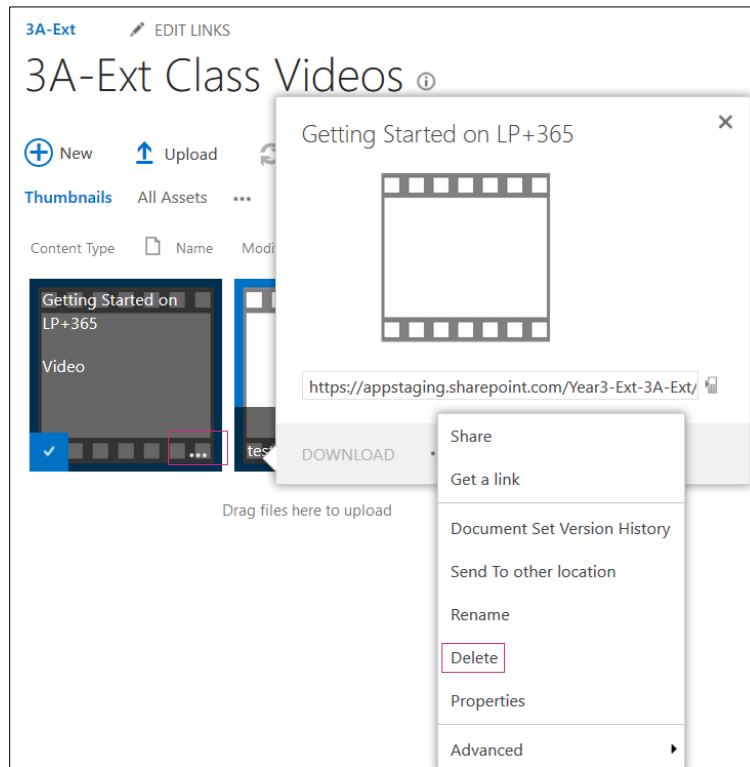 3A-Ext EDIT LINKS
3A-Ext Class Videos
New Upload
Thumbnails All Assets ...
Content Type Name
Getting Started on
LP+365
Video
...
Getting Started on LP+365
https://appstaging.sharepoint.com/Year3-Ext-3A-Ext/
DOWNLOAD
Drag files here to upload
Share
Get a link
Document Set Version History
Send To other location
Rename
Delete
Properties
Advanced